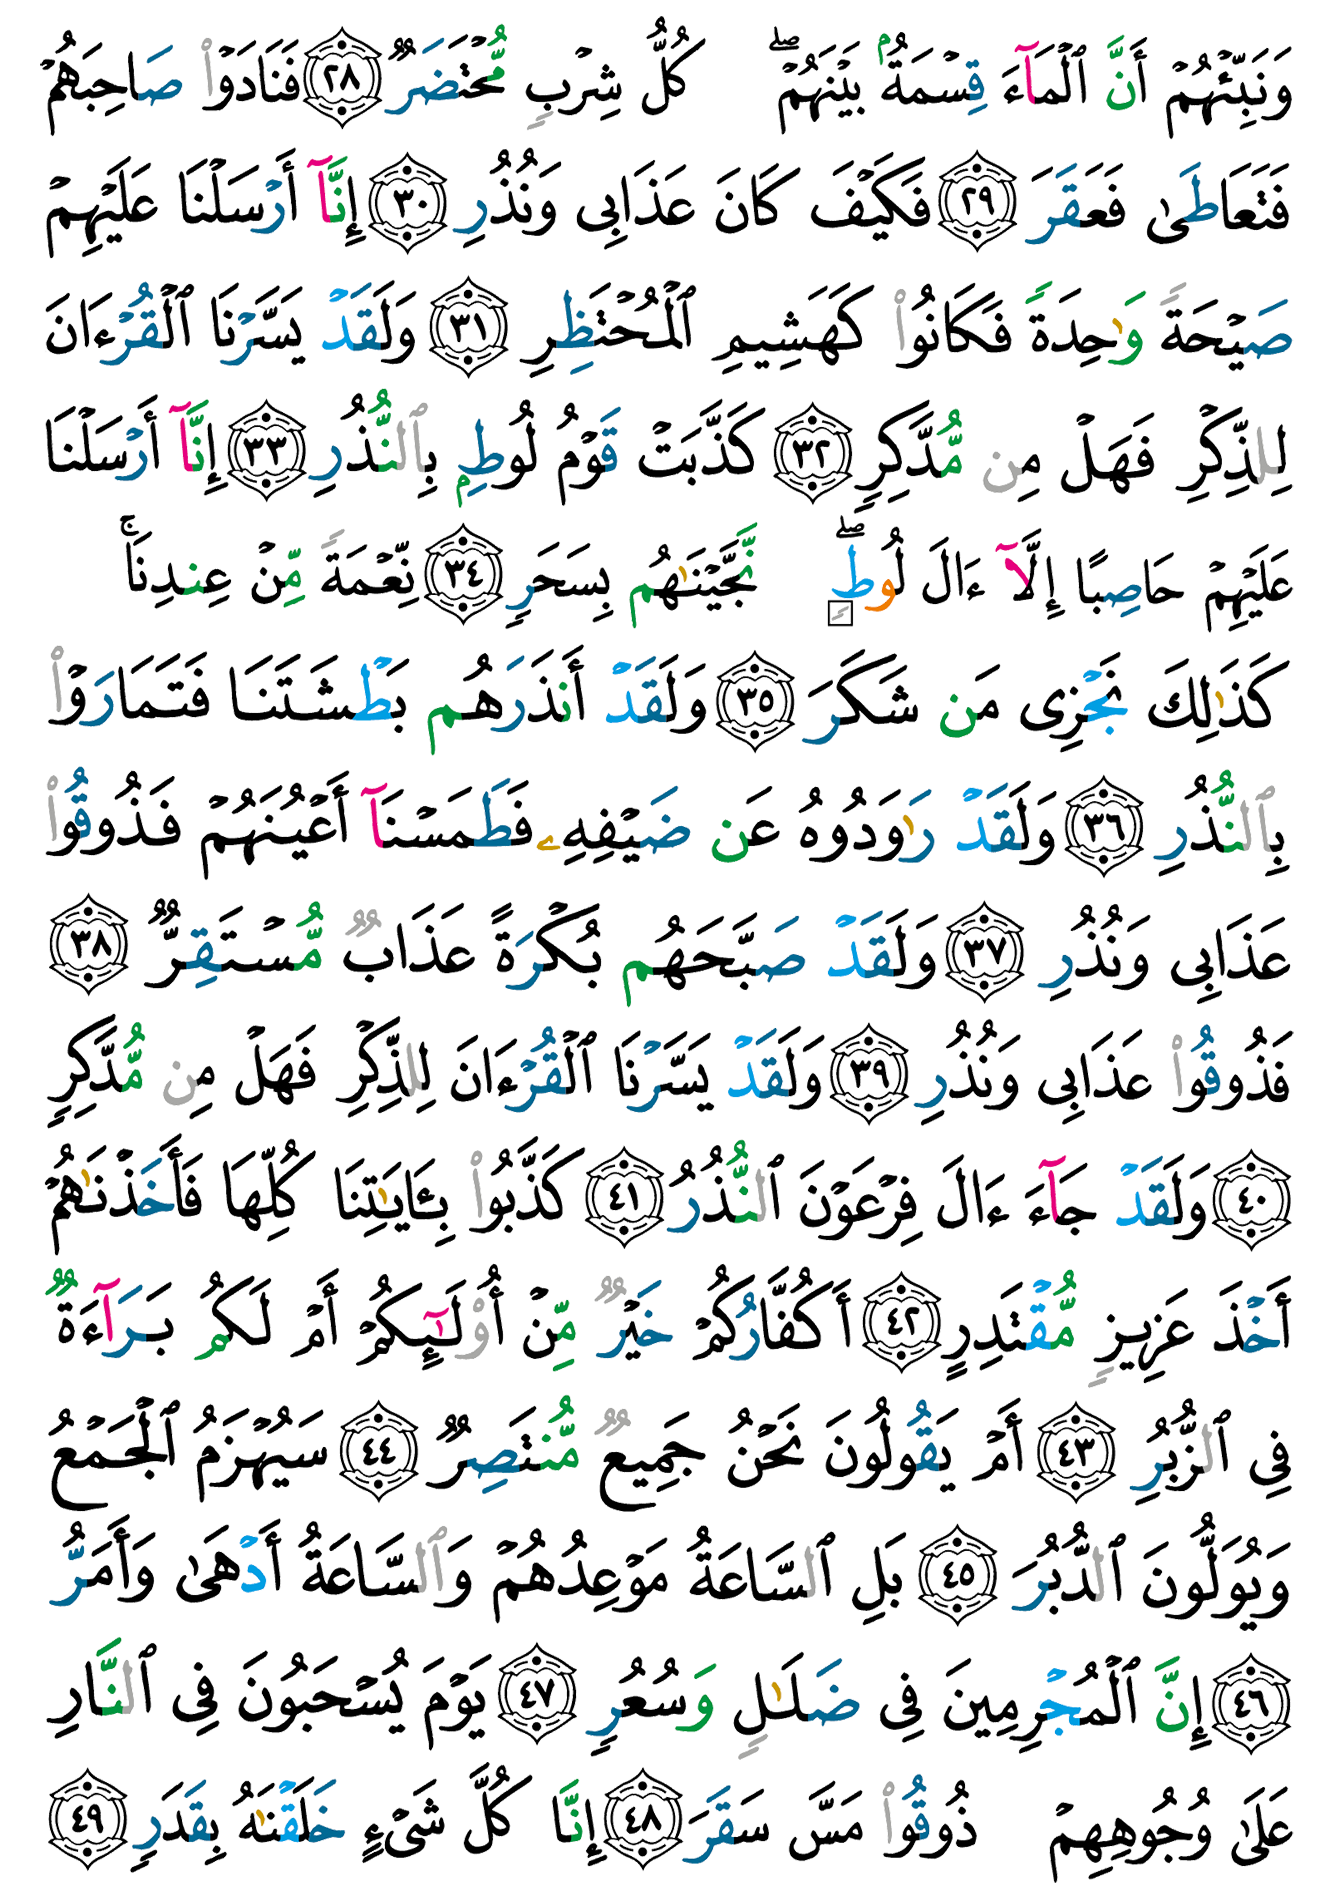 وَنَبِّئْهُمْ أَنَّ ٱلْمَآءَ قِسْمَةٌۢ بَيْنَهُمْ ۖ كُلُّ شِرْبٍ مُّحْتَضَرٌ ٢٨ فَنَادَوْا۟ صَاحِبَهُمْ
فَتَعَاطَىٰ فَعَقَرَ ٢٩ فَكَيْفَ كَانَ عَذَابِى وَنُذُرِ ٣٠ إِنَّآ أَرْسَلْنَا عَلَيْهِمْ
صَيْحَةً وَٰحِدَةً فَكَانُوا۟ كَهَشِيمِ ٱلْمُحْتَظِرِ ٣١ وَلَقَدْ يَسَّرْنَا ٱلْقُرْءَانَ
لِلذِّكْرِ فَهَلْ مِن مُّدَّكِرٍ ٣٢ كَذَّبَتْ قَوْمُ لُوطٍۭ بِٱلنُّذُرِ ٣٣ إِنَّآ أَرْسَلْنَا
عَلَيْهِمْ حَاصِبًا إِلَّآ ءَالَ لُوطٍ ۖ نَّجَّيْنَـٰهُم بِسَحَرٍ ٣٤ نِّعْمَةً مِّنْ عِندِنَا ۚ
كَذَٰلِكَ نَجْزِى مَن شَكَرَ ٣٥ وَلَقَدْ أَنذَرَهُم بَطْشَتَنَا فَتَمَارَوْا۟
بِٱلنُّذُرِ ٣٦ وَلَقَدْ رَٰوَدُوهُ عَن ضَيْفِهِۦ فَطَمَسْنَآ أَعْيُنَهُمْ فَذُوقُوا۟
عَذَابِى وَنُذُرِ ٣٧ وَلَقَدْ صَبَّحَهُم بُكْرَةً عَذَابٌ مُّسْتَقِرٌّ ٣٨
فَذُوقُوا۟ عَذَابِى وَنُذُرِ ٣٩ وَلَقَدْ يَسَّرْنَا ٱلْقُرْءَانَ لِلذِّكْرِ فَهَلْ مِن مُّدَّكِرٍ
٤٠ وَلَقَدْ جَآءَ ءَالَ فِرْعَوْنَ ٱلنُّذُرُ ٤١ كَذَّبُوا۟ بِـَٔايَـٰتِنَا كُلِّهَا فَأَخَذْنَـٰهُمْ
أَخْذَ عَزِيزٍ مُّقْتَدِرٍ ٤٢ أَكُفَّارُكُمْ خَيْرٌ مِّنْ أُو۟لَـٰٓئِكُمْ أَمْ لَكُم بَرَآءَةٌ
فِى ٱلزُّبُرِ ٤٣ أَمْ يَقُولُونَ نَحْنُ جَمِيعٌ مُّنتَصِرٌ ٤٤ سَيُهْزَمُ ٱلْجَمْعُ
وَيُوَلُّونَ ٱلدُّبُرَ ٤٥ بَلِ ٱلسَّاعَةُ مَوْعِدُهُمْ وَٱلسَّاعَةُ أَدْهَىٰ وَأَمَرُّ
٤٦ إِنَّ ٱلْمُجْرِمِينَ فِى ضَلَـٰلٍ وَسُعُرٍ ٤٧ يَوْمَ يُسْحَبُونَ فِى ٱلنَّارِ
عَلَىٰ وُجُوهِهِمْ ذُوقُوا۟ مَسَّ سَقَرَ ٤٨ إِنَّا كُلَّ شَىْءٍ خَلَقْنَـٰهُ بِقَدَرٍ ٤٩